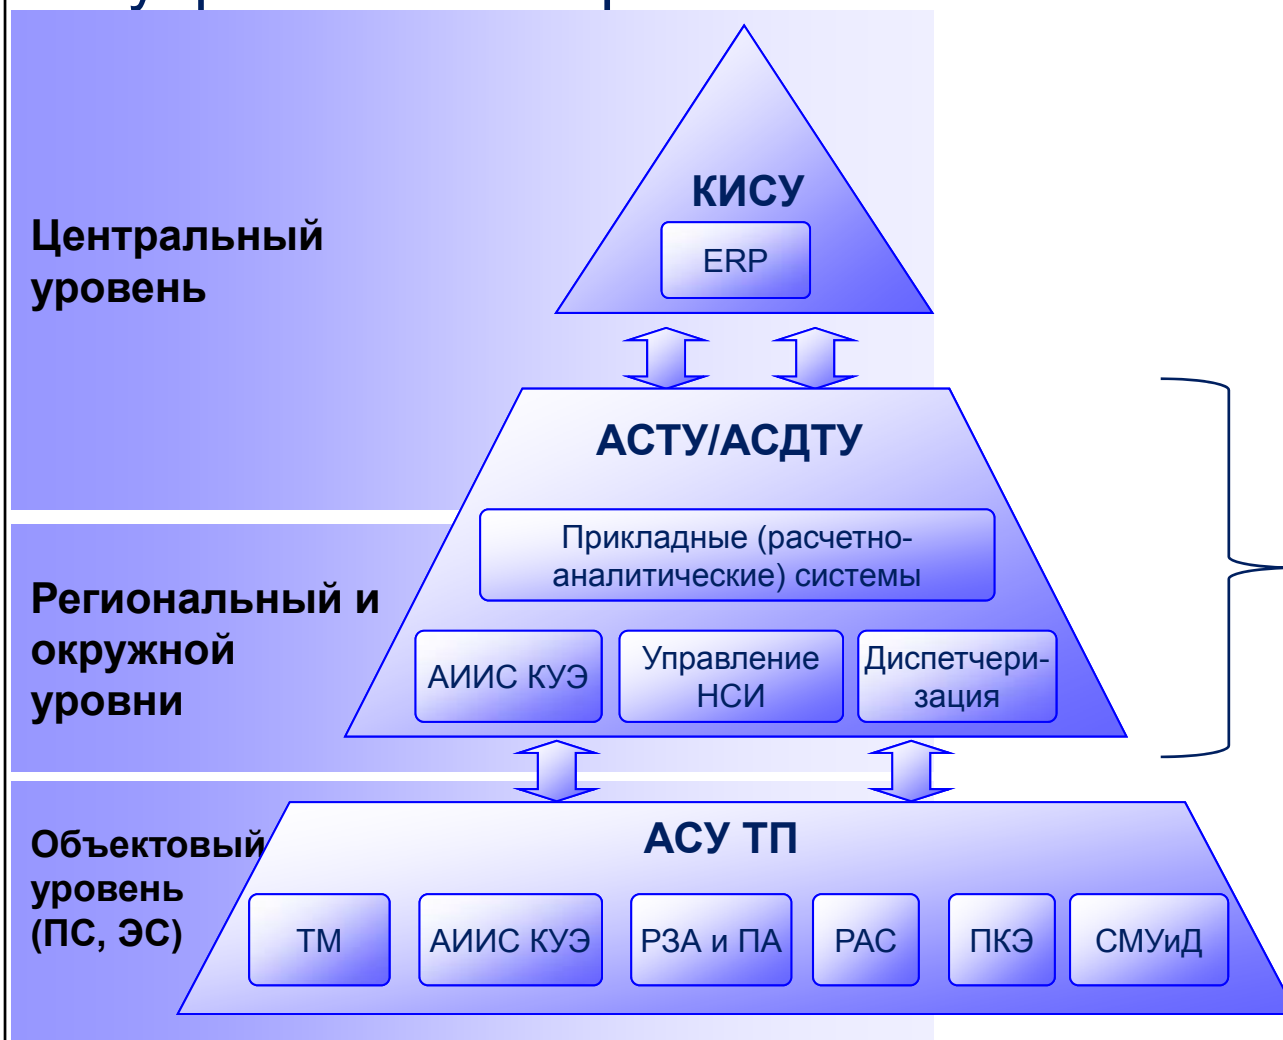 КИСУ
ERP
Центральный
уровень
АСТУ/АСДТУ
Прикладные (расчетно-
аналитические) системы
Региональный и
окружной
уровни
АИИС КУЭ
Управление
НСИ
Диспетчери-
зация
АСУ ТП
Объектовый
уровень
(ПС, ЭС)
ТМ
АИИС КУЭ
РЗА и ПА
РАС
ПКЭ
СМУиД